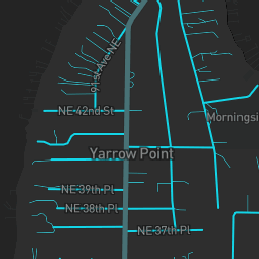 91st Ave NE
NE 42nd St
Morningsi
Yarrow Point
NE 39th Pl
NE 38th Pl
NE 37th Pl